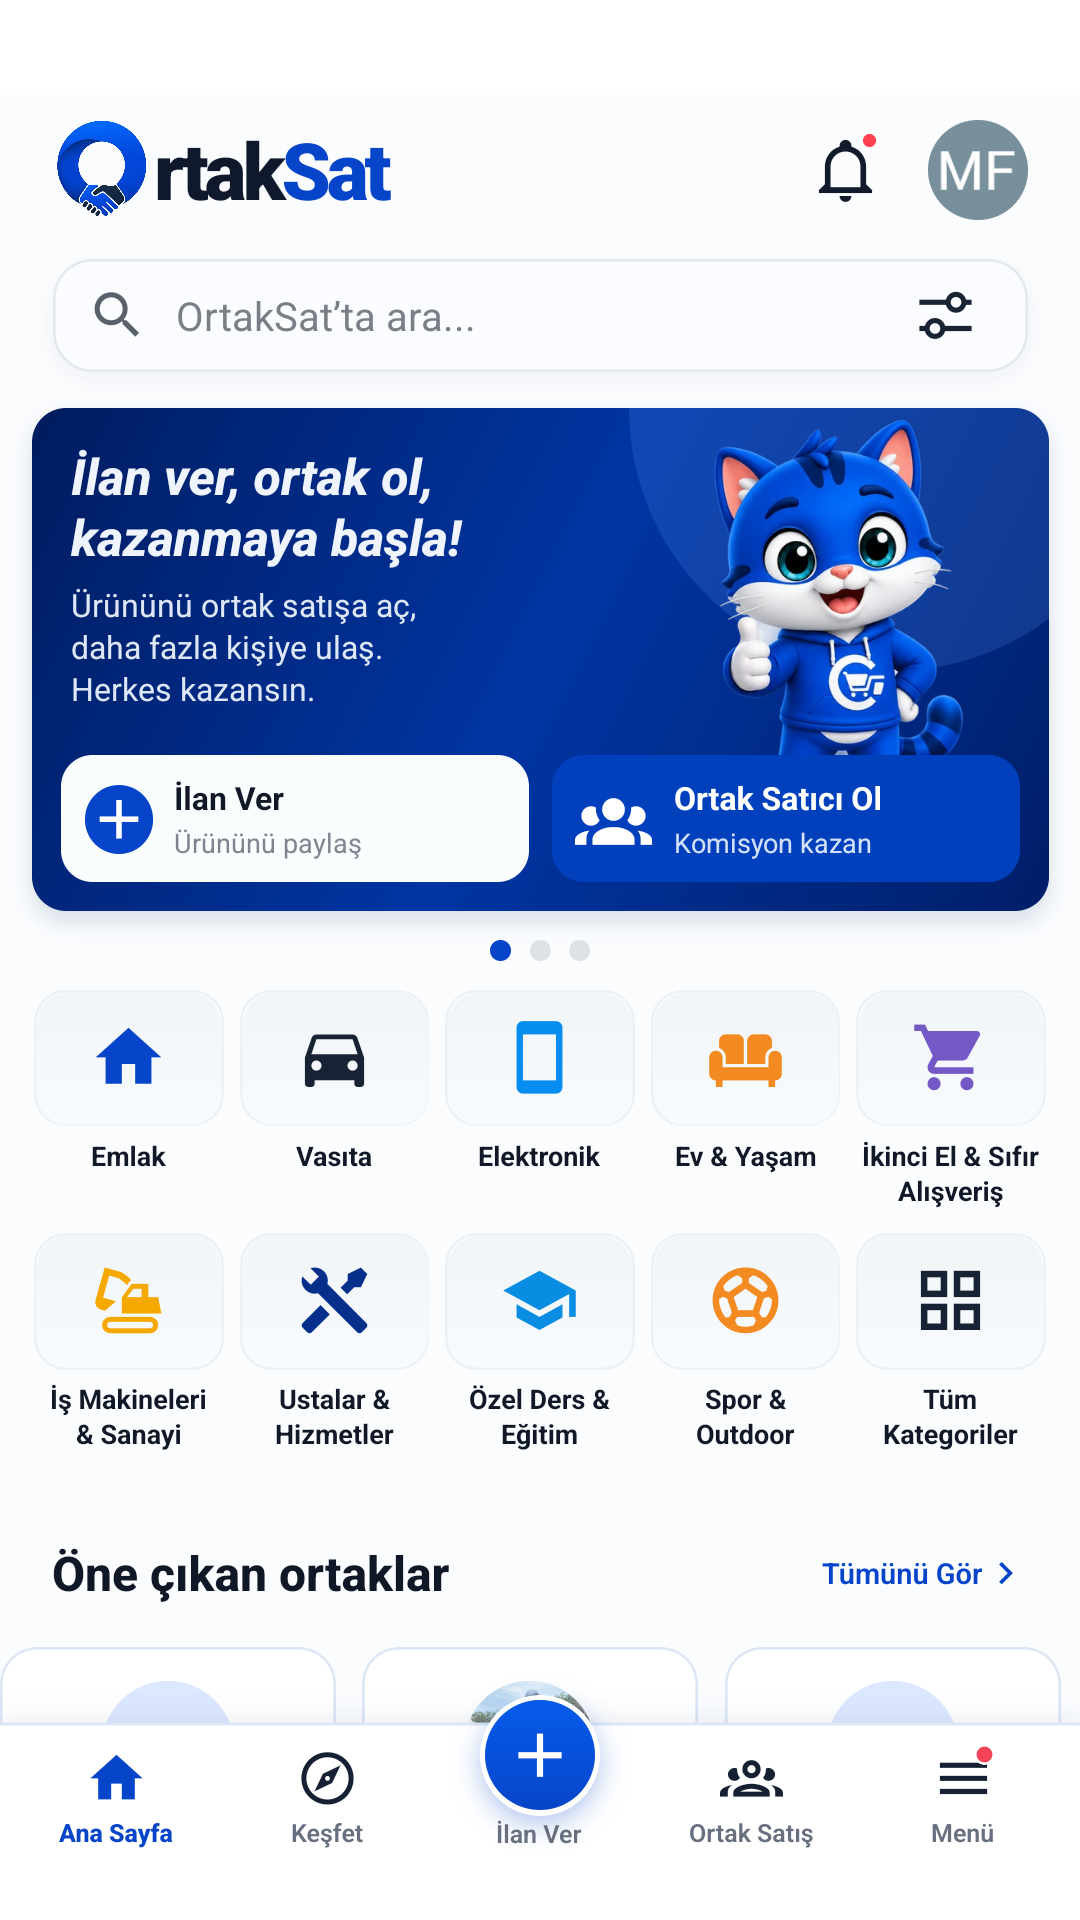 OrtakSat
MF
OrtakSat’ta ara...
İlan ver, ortak ol,
kazanmaya başla!
Ürününü ortak satışa aç,
daha fazla kişiye ulaş.
Herkes kazansın.
İlan Ver
Ürününü paylaş
Ortak Satıcı Ol
Komisyon kazan
Emlak
Vasıta
Elektronik
Ev & Yaşam
İkinci El & Sıfır
Alışveriş
İş Makineleri
& Sanayi
Ustalar &
Hizmetler
Özel Ders &
Eğitim
Spor &
Outdoor
Tüm
Kategoriler
Öne çıkan ortaklar
Tümünü Gör
Ana Sayfa
Keşfet
İlan Ver
Ortak Satış
Menü